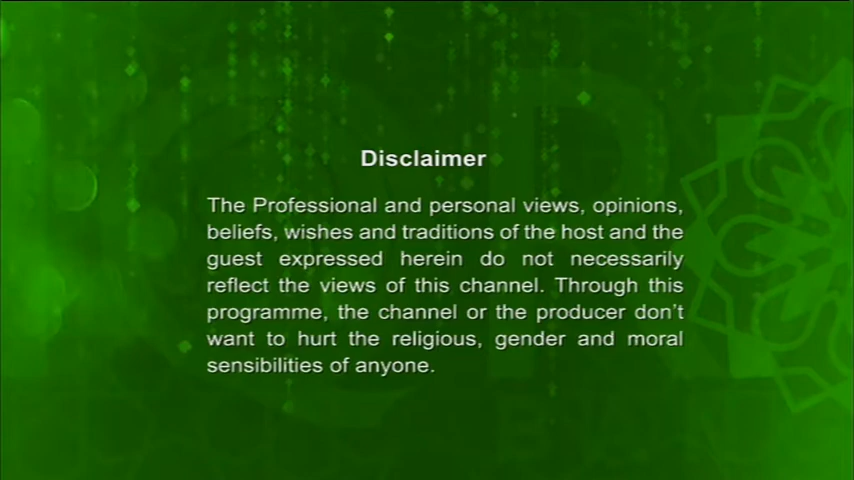 Disclaimer
The Professional and personal views, opinions,
beliefs, wishes and traditions of the host and the
guest expressed herein do not necessarily
reflect the views of this channel. Through this
programme, the channel or the producer don't
want to hurt the religious, gender and moral
sensibilities of anyone.